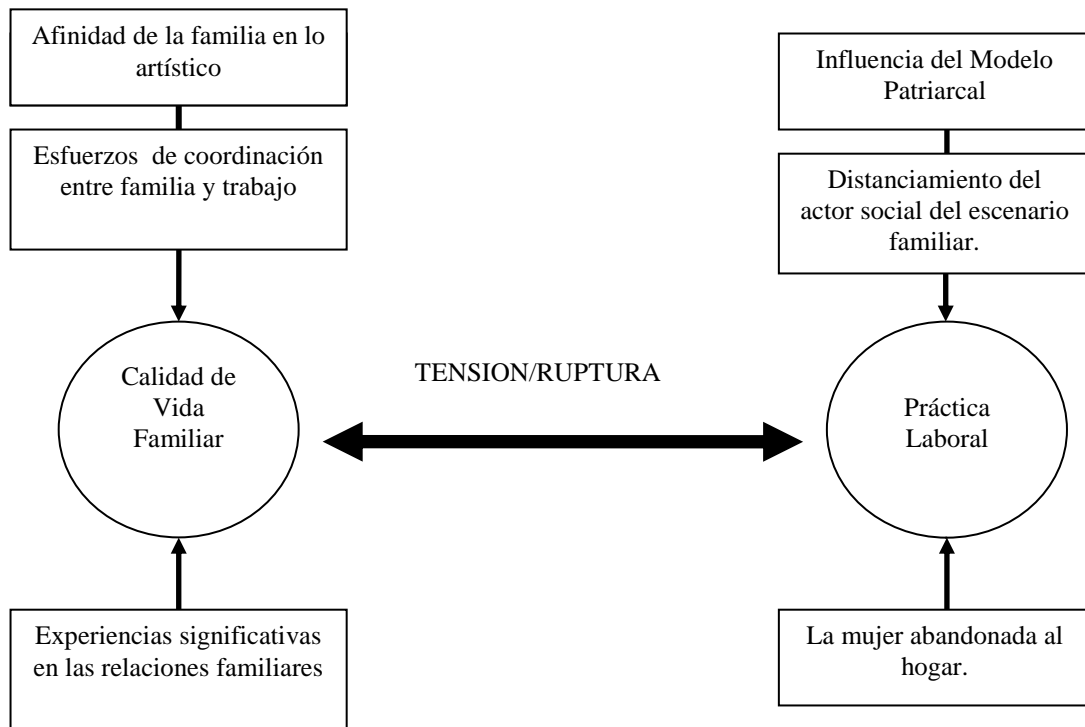 Afinidad de la familia en lo
artístico
Esfuerzos de coordinación
entre familia y trabajo
Calidad de
Vida
Familiar
Experiencias significativas
en las relaciones familiares
TENSION/RUPTURA
Influencia del Modelo
Patriarcal
Distanciamiento del
actor social del escenario
familiar.
Práctica
Laboral
La mujer abandonada al
hogar.